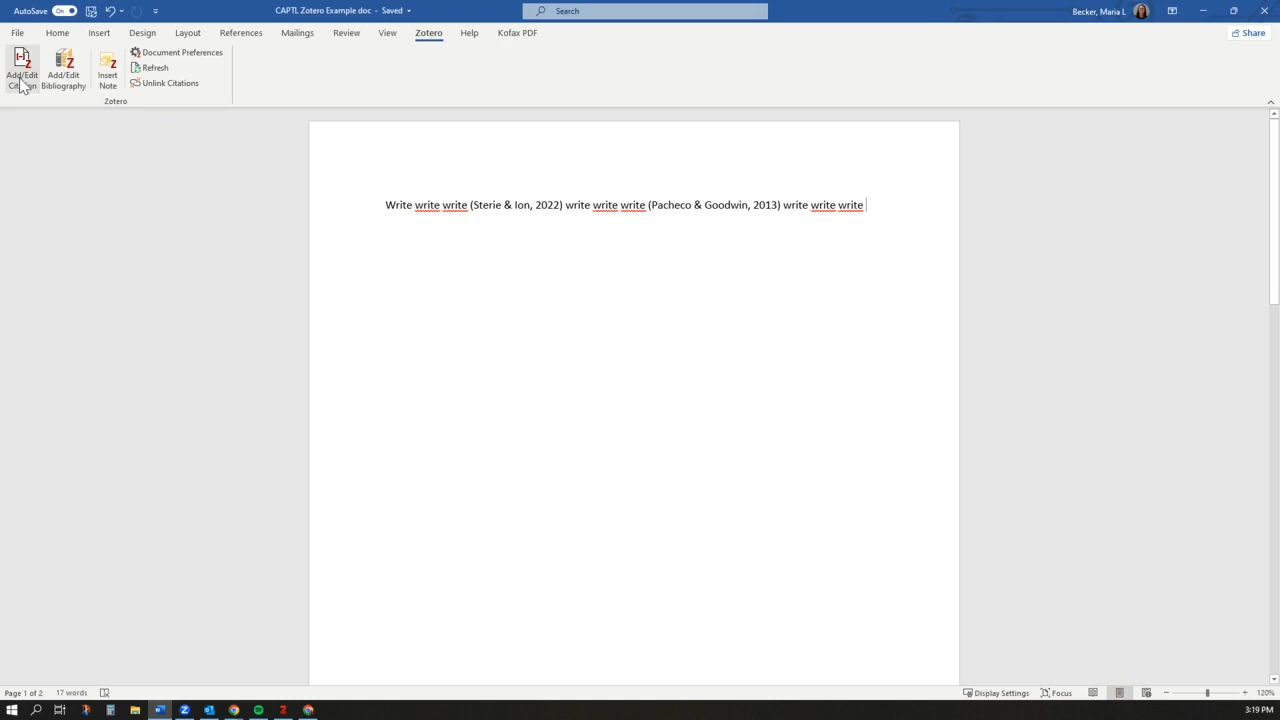 AutoSave On CAPTL Zotero Example doc - Saved Search Becker, Maria L
File Home Insert Design Layout References Mailings Review View Zotero Help Kofax PDF Share
Add/Edit Citation
Add/Edit Bibliography
Insert Note
Document Preferences
Refresh
Unlink Citations
Zotero
Write write write (Sterie & Ion, 2022) write write write (Pacheco & Goodwin, 2013) write write write
Page 1 of 2 17 words Display Settings Focus 120%
3:19 PM